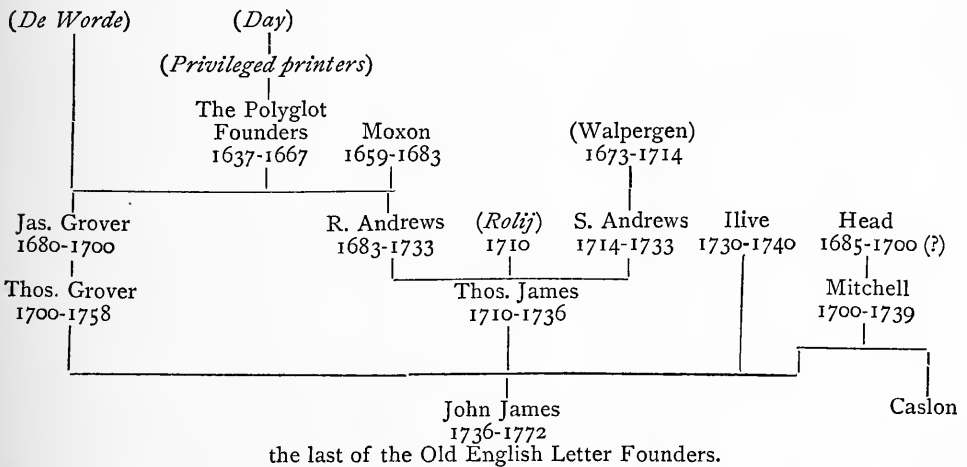 (De Worde) (Day)
(Privileged printers)
The Polyglot
Founders Moxon (Walpergen)
1637-1667 1659-1683 1673-1714
Jas. Grover R. Andrews (Rolij) S. Andrews Ilive Head
1680-1700 1683-1733 1710 1714-1733 1730-1740 1685-1700 (?)
Thos. Grover Thos. James Mitchell
1700-1758 1710-1736 1700-1739
John James Caslon
1736-1772
the last of the Old English Letter Founders.